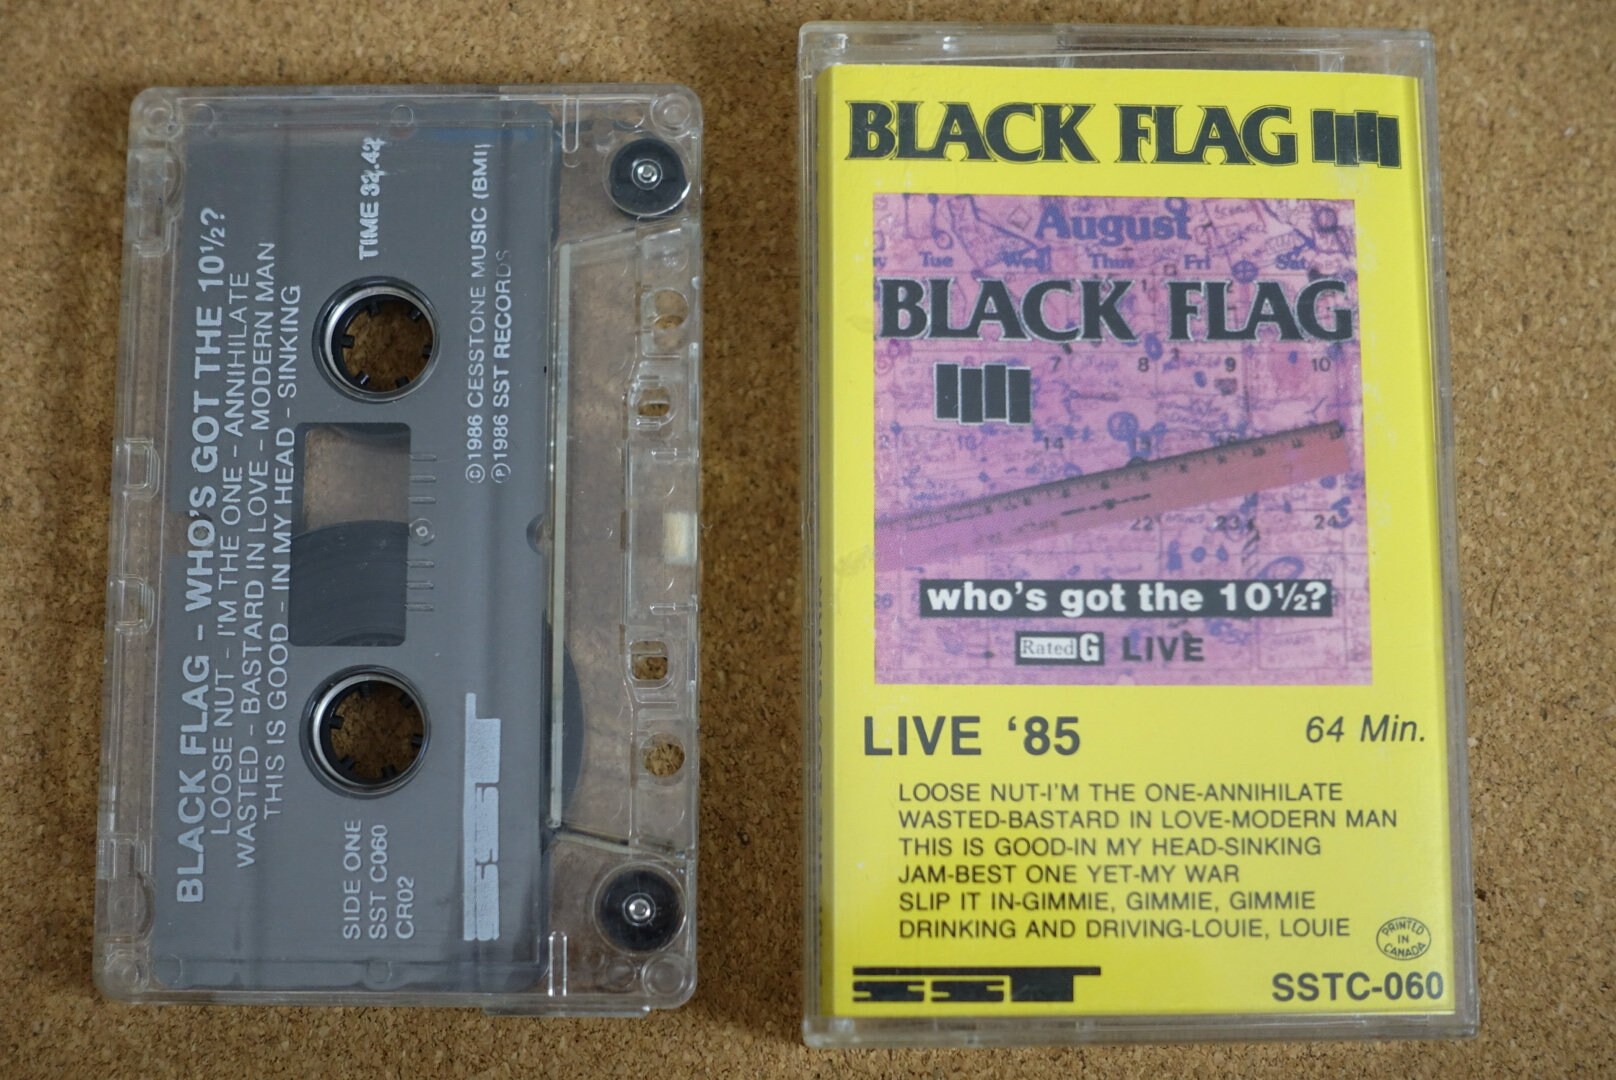 BLACK FLAG - WHO'S GOT THE 10½?
LOOSE NUT - I'M THE ONE - ANNIHILATE
WASTED - BASTARD IN LOVE - MODERN MAN
THIS IS GOOD - IN MY HEAD - SINKING
TIME
SIDE ONE
SST C060
CR02
©1986 CESSTONE MUSIC (BMI)
℗1986 SST RECORDS
SST
BLACK FLAG
August
Tue Wed Thur Fri Sat
BLACK FLAG
6 7 8 9 10
14
22 23 24
who's got the 10½?
Rated G LIVE
LIVE '85
64 Min.
LOOSE NUT-I'M THE ONE-ANNIHILATE
WASTED-BASTARD IN LOVE-MODERN MAN
THIS IS GOOD-IN MY HEAD-SINKING
JAM-BEST ONE YET-MY WAR
SLIP IT IN-GIMMIE, GIMMIE, GIMMIE
DRINKING AND DRIVING-LOUIE, LOUIE
PRINTED
IN
CANADA
SST
SSTC-060